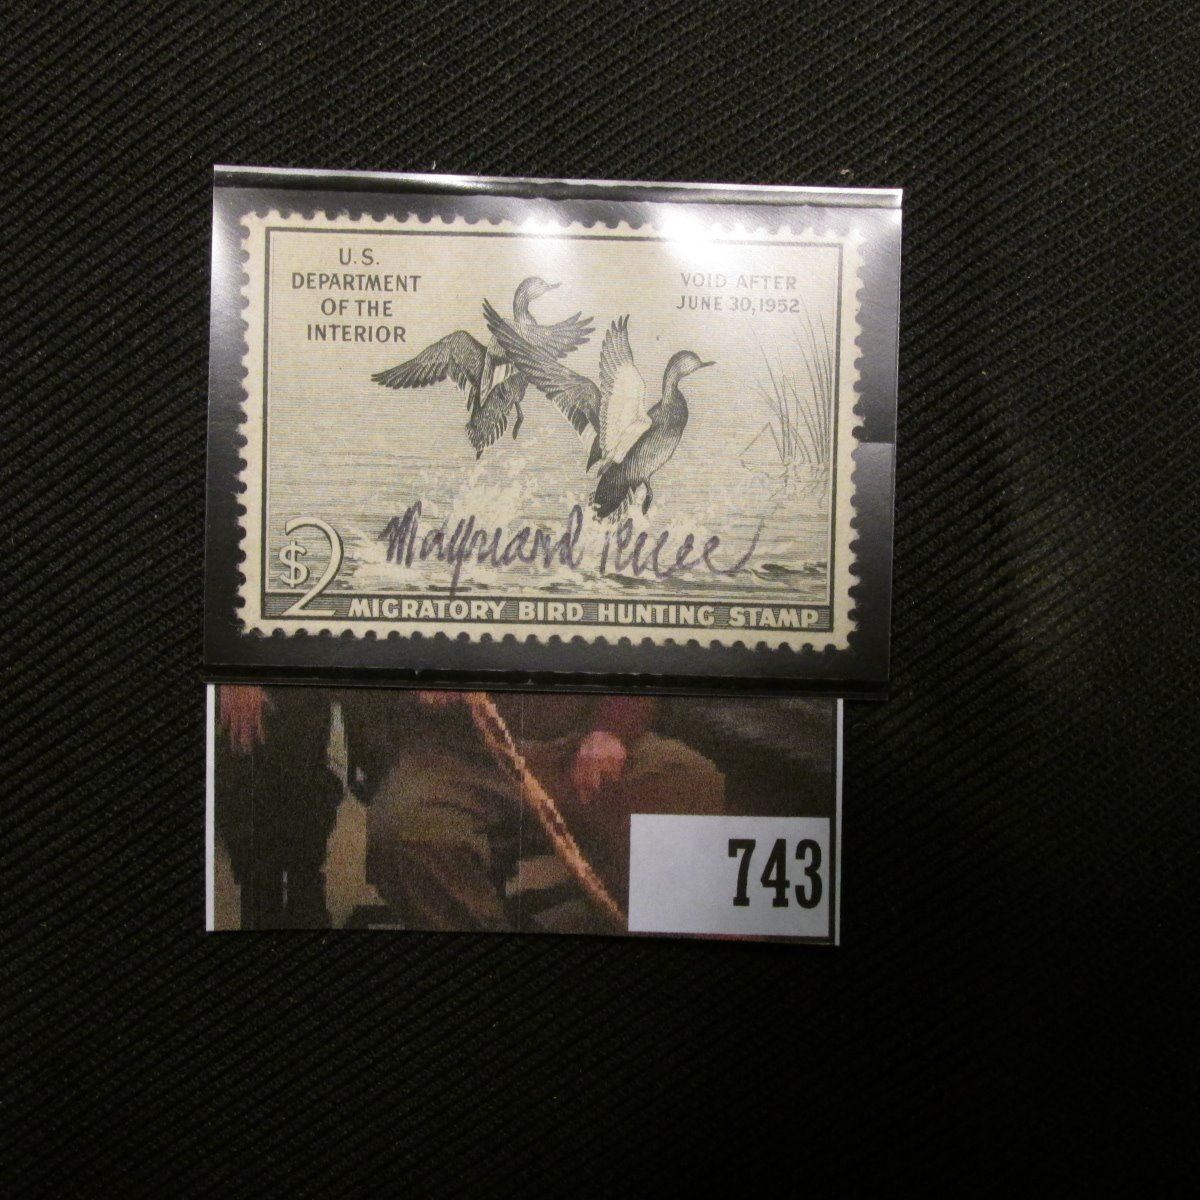 U.S.
DEPARTMENT
OF THE
INTERIOR
VOID AFTER
JUNE 30, 1952
Maynard Reece
$2
MIGRATORY BIRD HUNTING STAMP
743